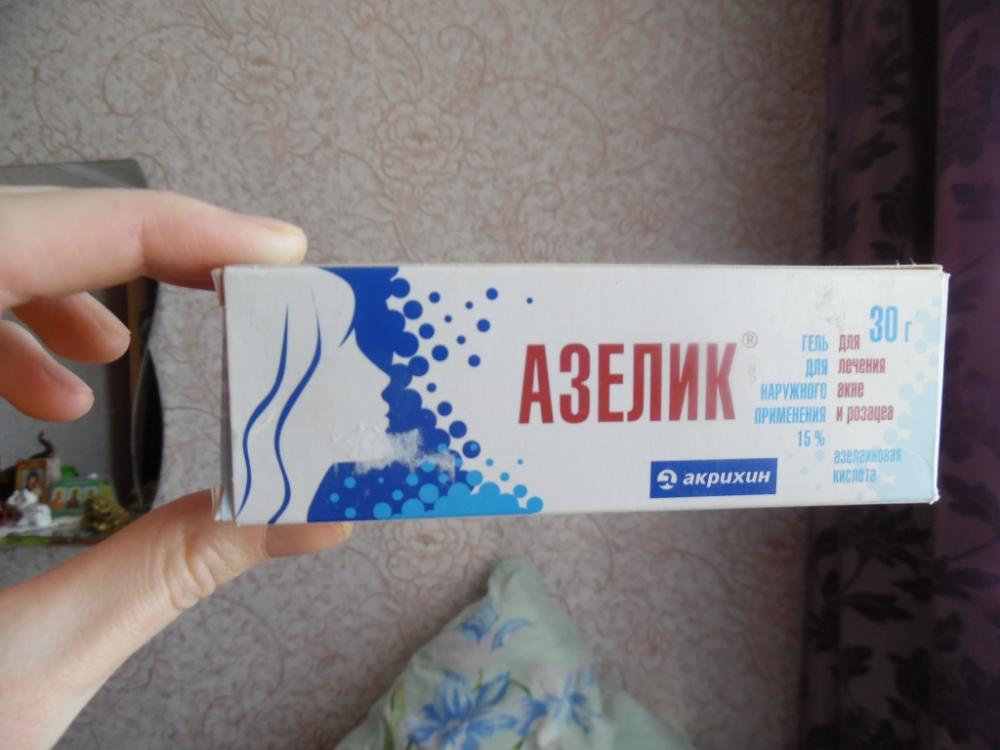 АЗЕЛИК®
ГЕЛЬ
ДЛЯ
НАРУЖНОГО
ПРИМЕНЕНИЯ
15 %
для
лечения
акне
и розацеа
30 г
азелаиновая
кислота
акрихин